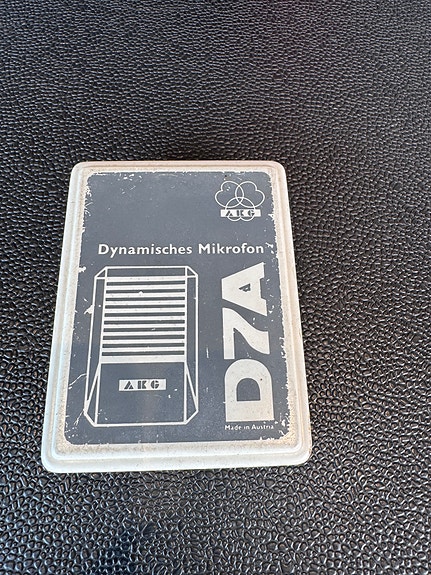 AKG
Dynamisches Mikrofon
D7A
AKG
Made in Austria